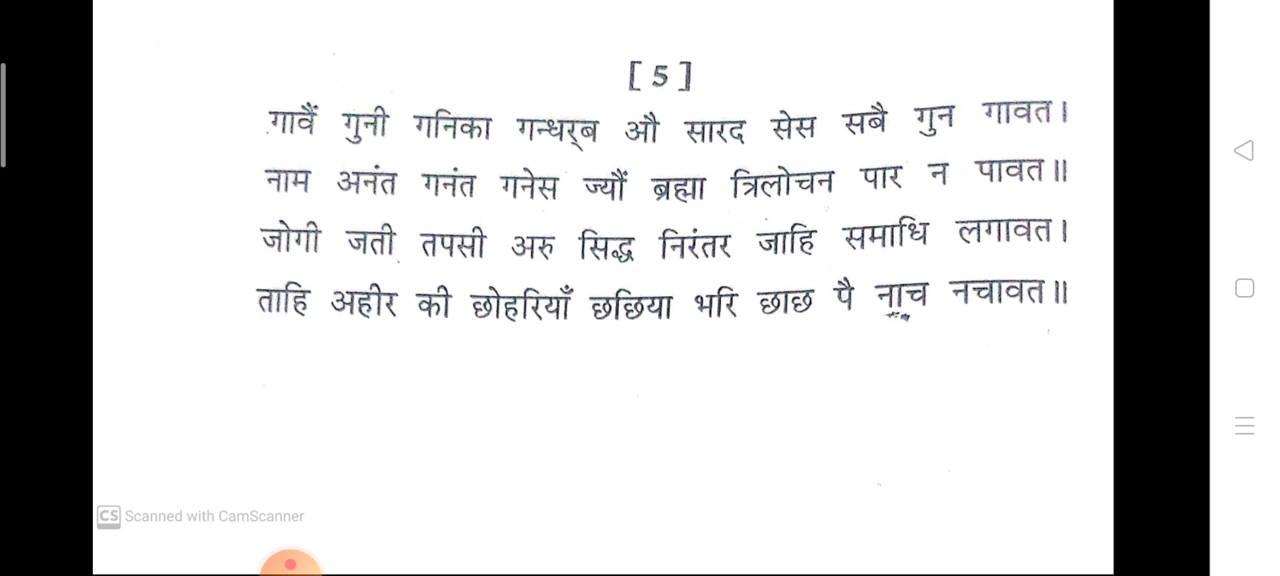 [ 5 ]
गावैं गुनी गनिका गन्धर्ब औ सारद सेस सबै गुन गावत।
नाम अनंत गनंत गनेस ज्यौं ब्रह्मा त्रिलोचन पार न पावत॥
जोगी जती तपसी अरु सिद्ध निरंतर जाहि समाधि लगावत।
ताहि अहीर की छोहरियाँ छछिया भरि छाछ पै नाच नचावत॥
CS Scanned with CamScanner